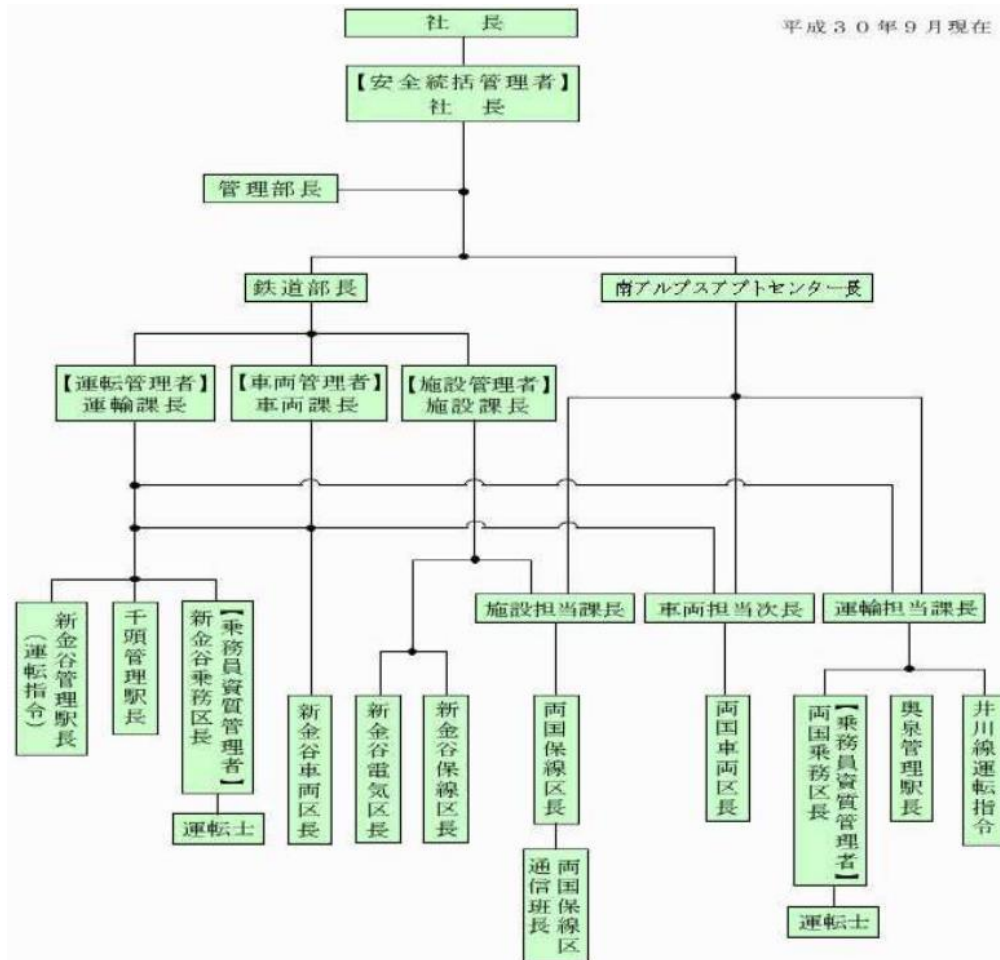 社長
平成３０年９月現在
【安全統括管理者】
社長
管理部長
鉄道部長
南アルプスアプトセンター長
【運転管理者】
運輸課長
【車両管理者】
車両課長
【施設管理者】
施設課長
施設担当課長
車両担当次長
運輸担当課長
新金谷管理駅長
（運転指令）
千頭管理駅長
【乗務員資質管理者】
新金谷乗務区長
運転士
新金谷車両区長
新金谷電気区長
新金谷保線区長
両国保線区長
両国保線区
通信班長
両国車両区長
【乗務員資質管理者】
両国乗務区長
運転士
奥泉管理駅長
井川線運転指令